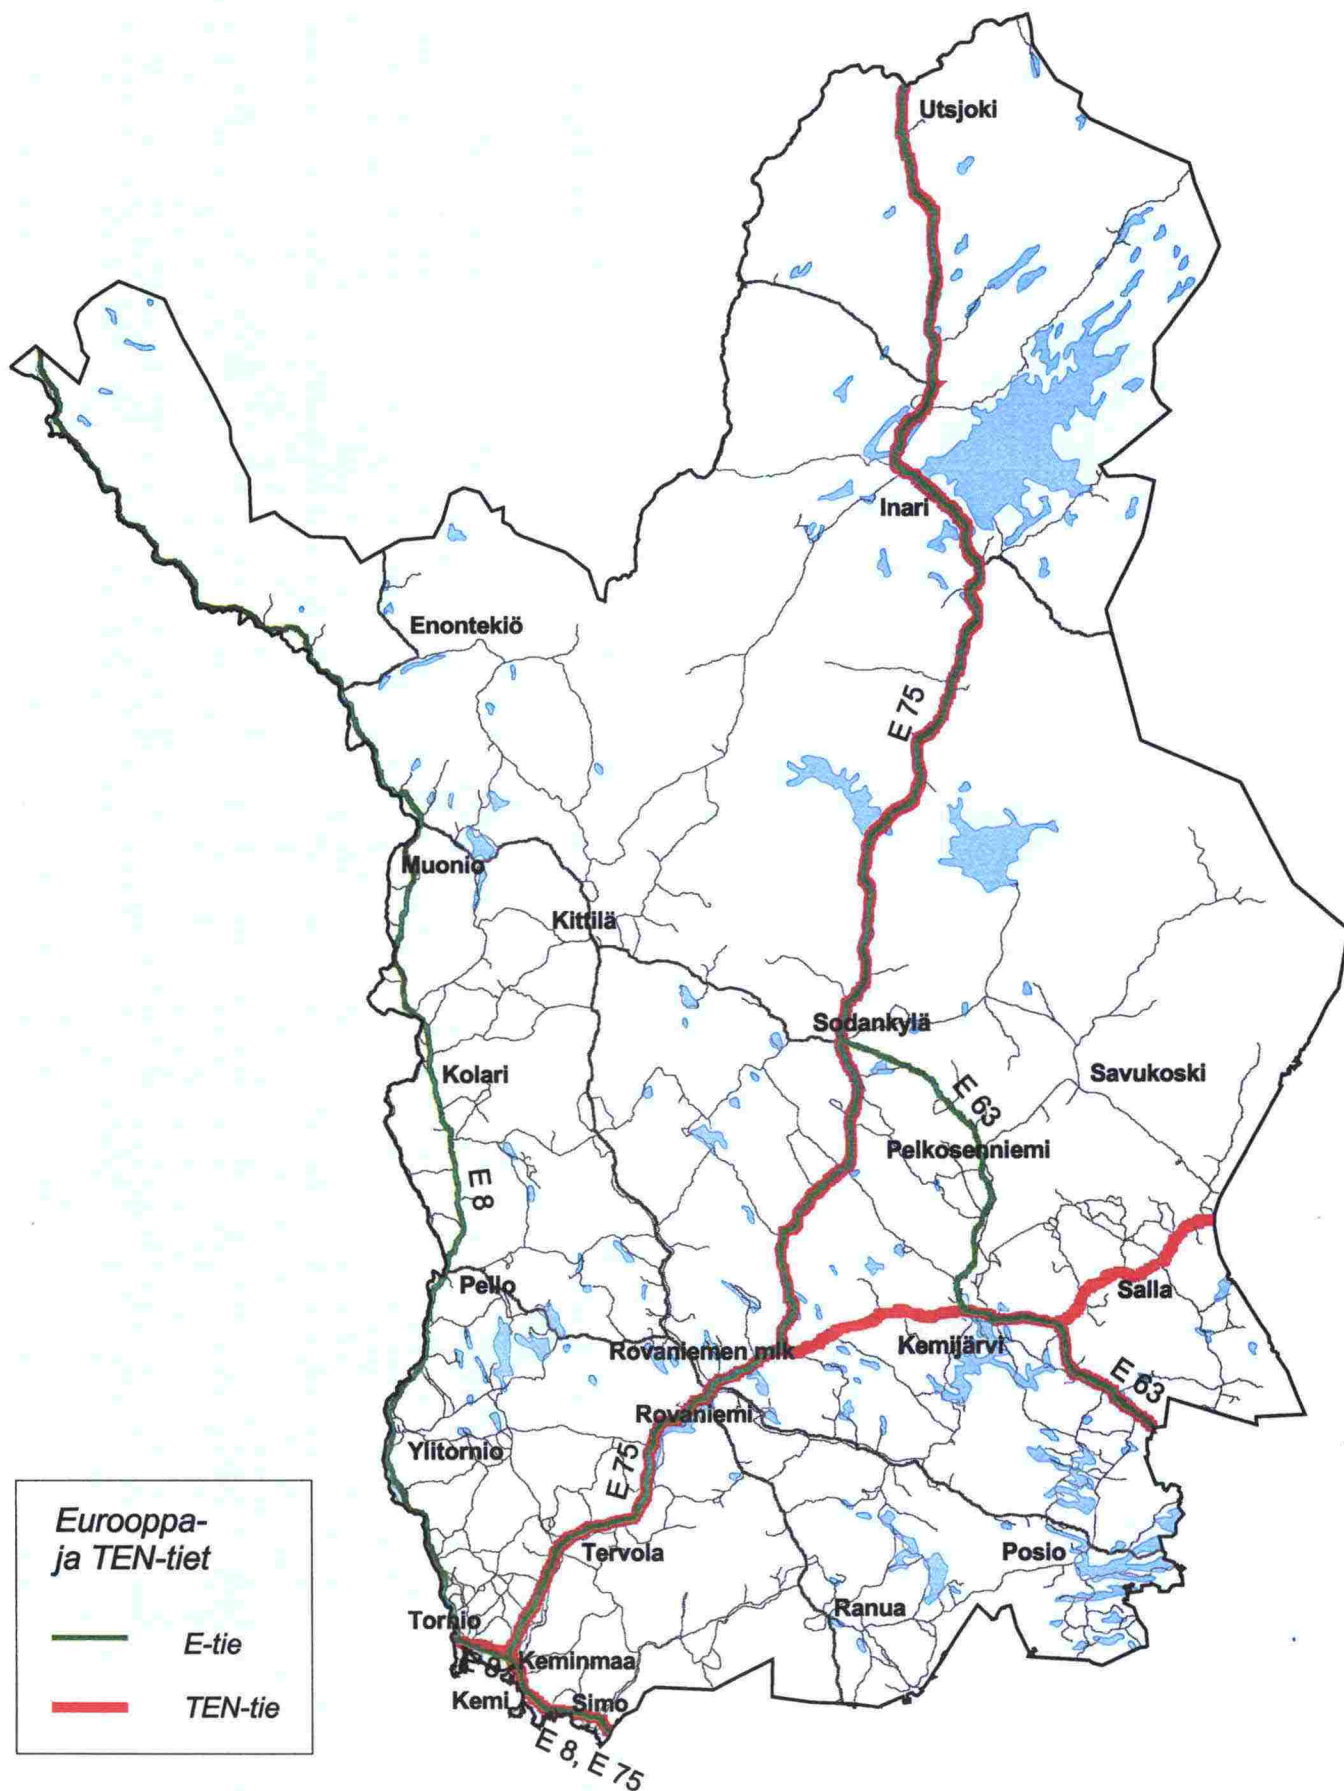 Utsjoki
Inari
Enontekiö
E 75
Muonio
Kittilä
Sodankylä
Kolari
E 63
Savukoski
Pelkosenniemi
E 8
Pello
Salla
Rovaniemen mlk
Kemijärvi
E 63
Rovaniemi
Ylitornio
E 75
Tervola
Posio
Ranua
Tornio
Keminmaa
Kemi
Simo
E 8, E 75
Eurooppa-
ja TEN-tiet
E-tie
TEN-tie